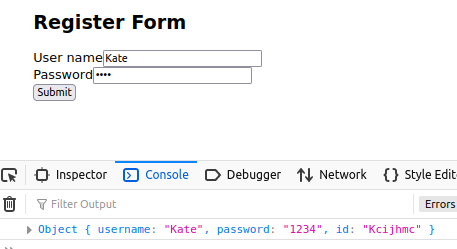 Register Form
User name Kate
Password ••••
Submit
Inspector Console Debugger Network Style Edit
Filter Output Errors
Object { username: "Kate", password: "1234", id: "Kcijhmc" }